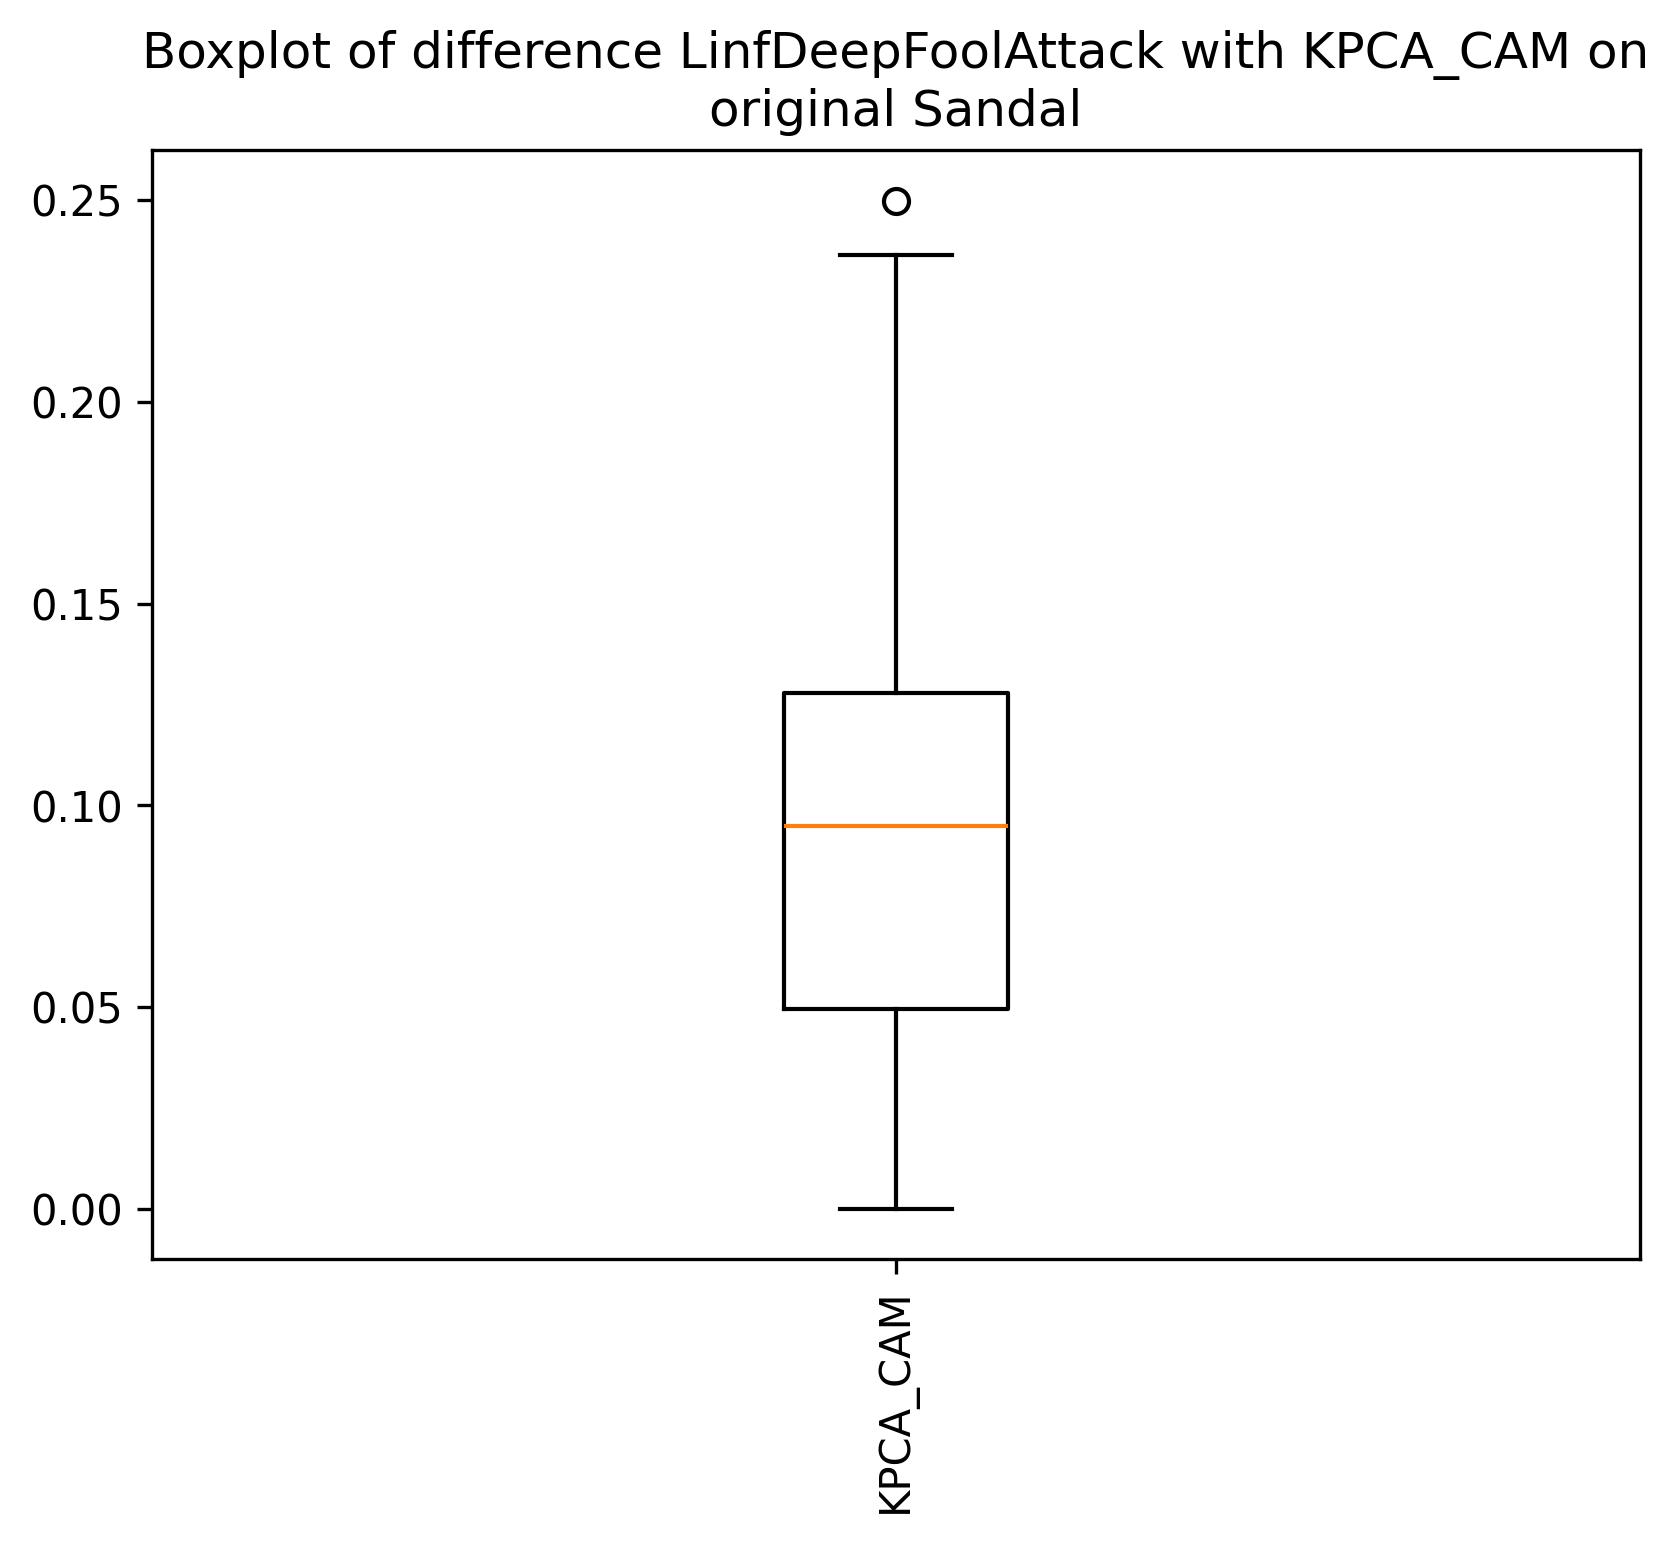 Boxplot of difference LinfDeepFoolAttack with KPCA_CAM on
original Sandal
0.25
0.20
0.15
0.10
0.05
0.00
KPCA_CAM